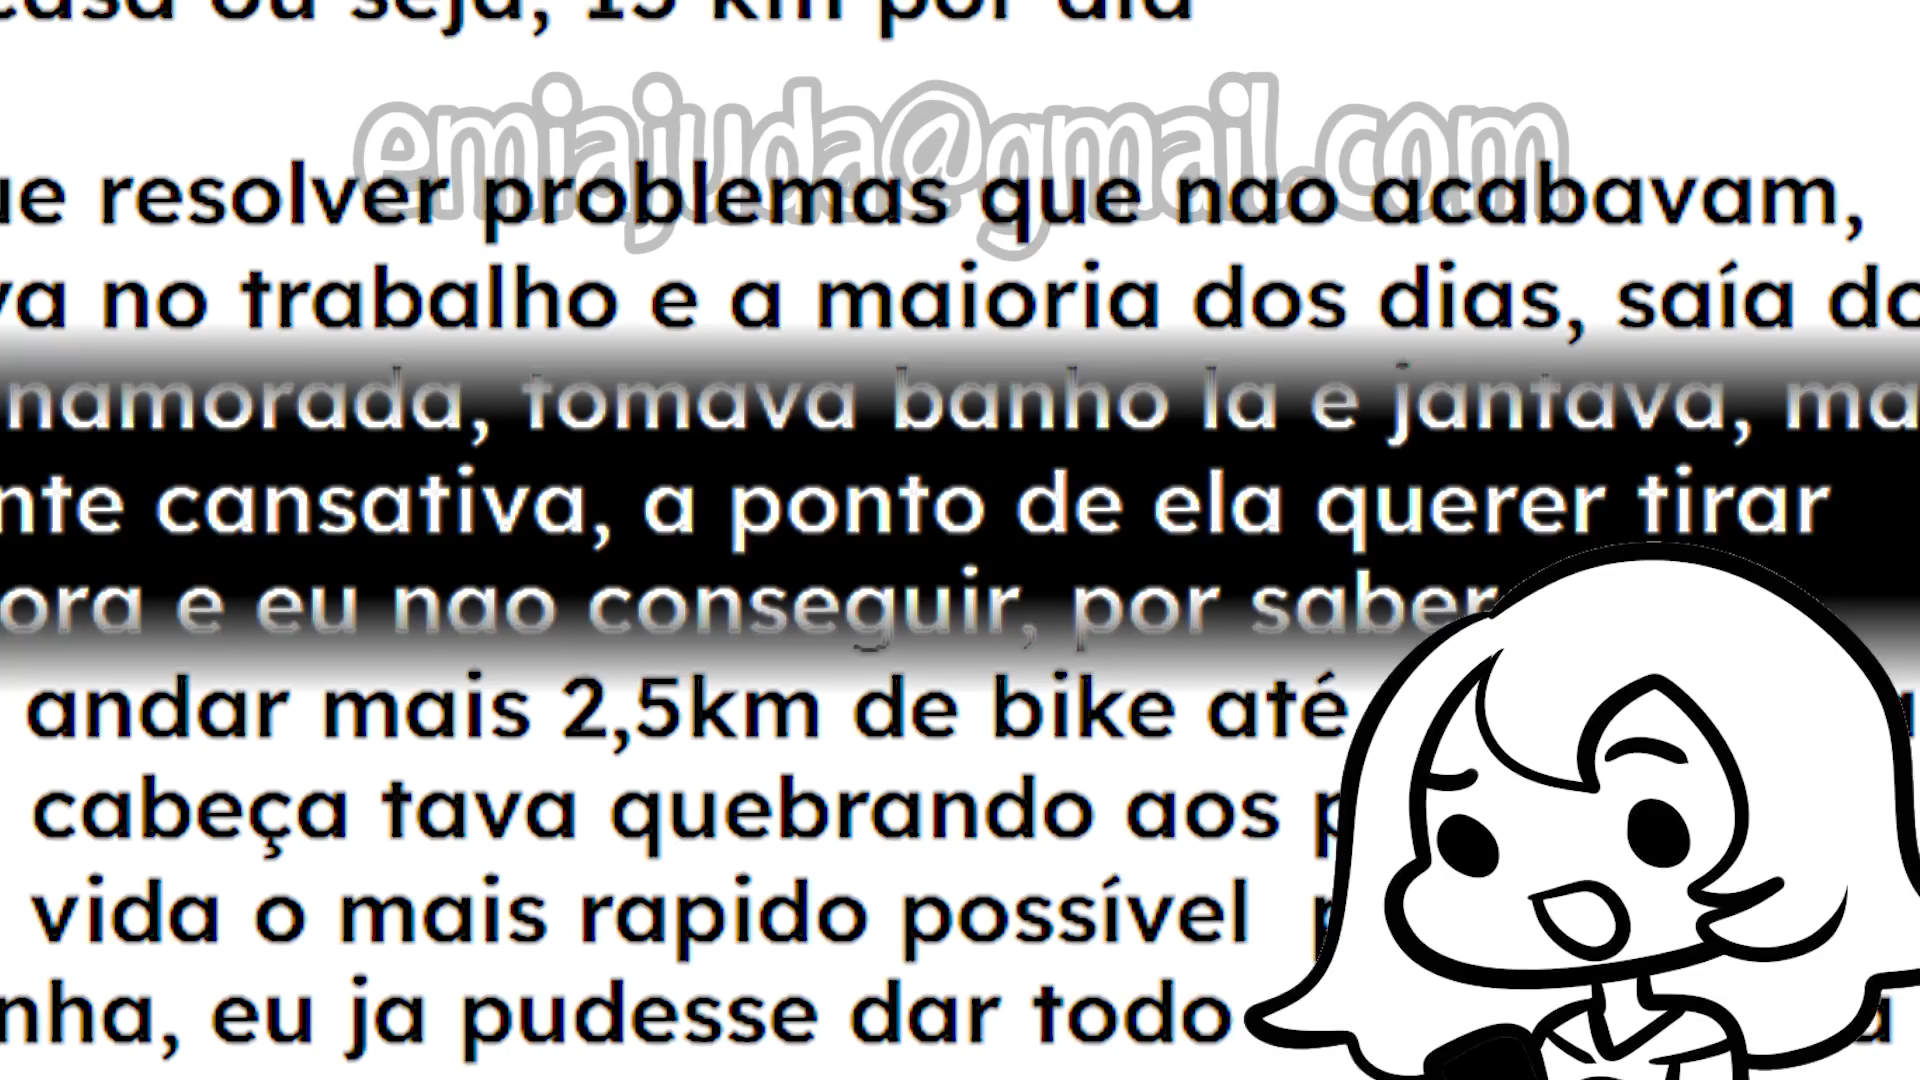 casa ou seja, 15 km por dia
emiajuda@gmail.com
ue resolver problemas que nao acabavam,
va no trabalho e a maioria dos dias, saía do
namorada, tomava banho la e jantava, ma
nte cansativa, a ponto de ela querer tirar
ora e eu nao conseguir, por saber
andar mais 2,5km de bike até
cabeça tava quebrando aos p
vida o mais rapido possível p
nha, eu ja pudesse dar todo